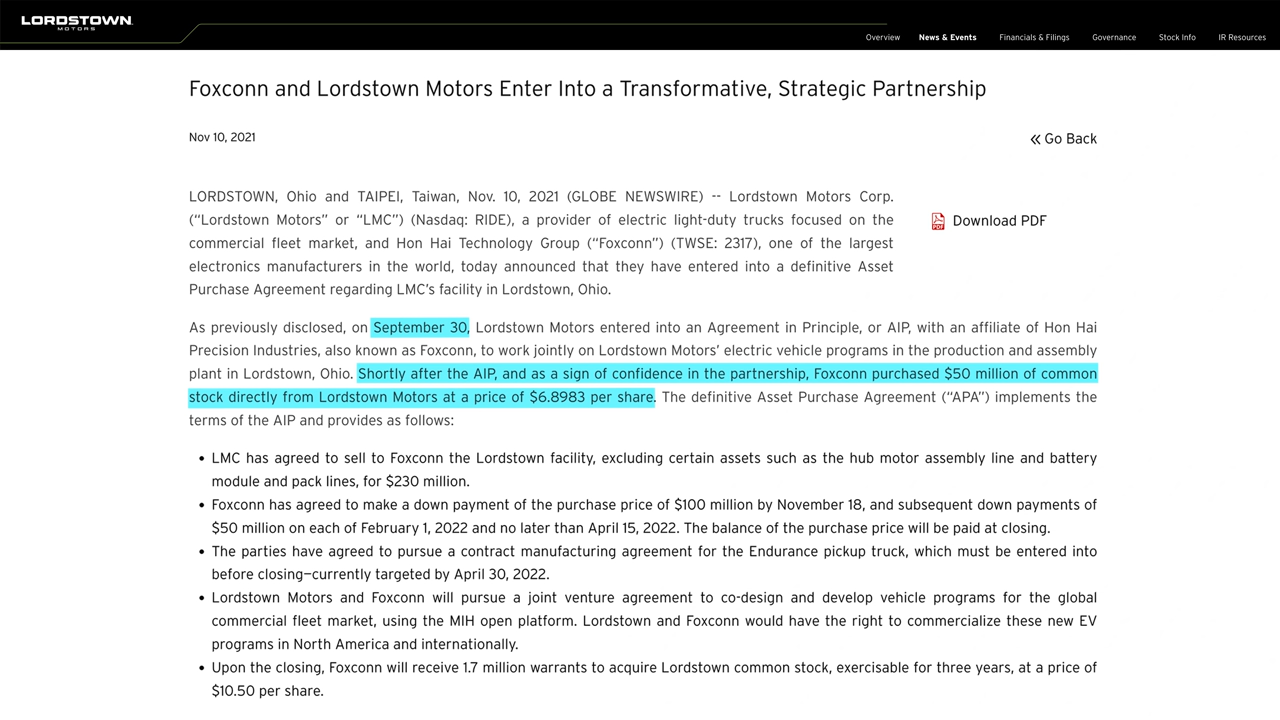 LORDSTOWN
MOTORS
Overview News & Events Financials & Filings Governance Stock Info IR Resources
Foxconn and Lordstown Motors Enter Into a Transformative, Strategic Partnership
Nov 10, 2021
Go Back
LORDSTOWN, Ohio and TAIPEI, Taiwan, Nov. 10, 2021 (GLOBE NEWSWIRE) -- Lordstown Motors Corp.
(“Lordstown Motors” or “LMC”) (Nasdaq: RIDE), a provider of electric light-duty trucks focused on the
commercial fleet market, and Hon Hai Technology Group (“Foxconn”) (TWSE: 2317), one of the largest
electronics manufacturers in the world, today announced that they have entered into a definitive Asset
Purchase Agreement regarding LMC’s facility in Lordstown, Ohio.
PDF
Download PDF
As previously disclosed, on September 30, Lordstown Motors entered into an Agreement in Principle, or AIP, with an affiliate of Hon Hai
Precision Industries, also known as Foxconn, to work jointly on Lordstown Motors’ electric vehicle programs in the production and assembly
plant in Lordstown, Ohio. Shortly after the AIP, and as a sign of confidence in the partnership, Foxconn purchased $50 million of common
stock directly from Lordstown Motors at a price of $6.8983 per share. The definitive Asset Purchase Agreement (“APA”) implements the
terms of the AIP and provides as follows:
• LMC has agreed to sell to Foxconn the Lordstown facility, excluding certain assets such as the hub motor assembly line and battery
module and pack lines, for $230 million.
• Foxconn has agreed to make a down payment of the purchase price of $100 million by November 18, and subsequent down payments of
$50 million on each of February 1, 2022 and no later than April 15, 2022. The balance of the purchase price will be paid at closing.
• The parties have agreed to pursue a contract manufacturing agreement for the Endurance pickup truck, which must be entered into
before closing—currently targeted by April 30, 2022.
• Lordstown Motors and Foxconn will pursue a joint venture agreement to co-design and develop vehicle programs for the global
commercial fleet market, using the MIH open platform. Lordstown and Foxconn would have the right to commercialize these new EV
programs in North America and internationally.
• Upon the closing, Foxconn will receive 1.7 million warrants to acquire Lordstown common stock, exercisable for three years, at a price of
$10.50 per share.